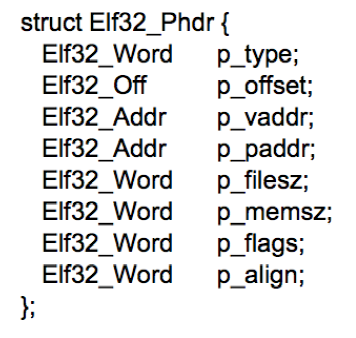 struct Elf32_Phdr {
Elf32_Word p_type;
Elf32_Off p_offset;
Elf32_Addr p_vaddr;
Elf32_Addr p_paddr;
Elf32_Word p_filesz;
Elf32_Word p_memsz;
Elf32_Word p_flags;
Elf32_Word p_align;
};